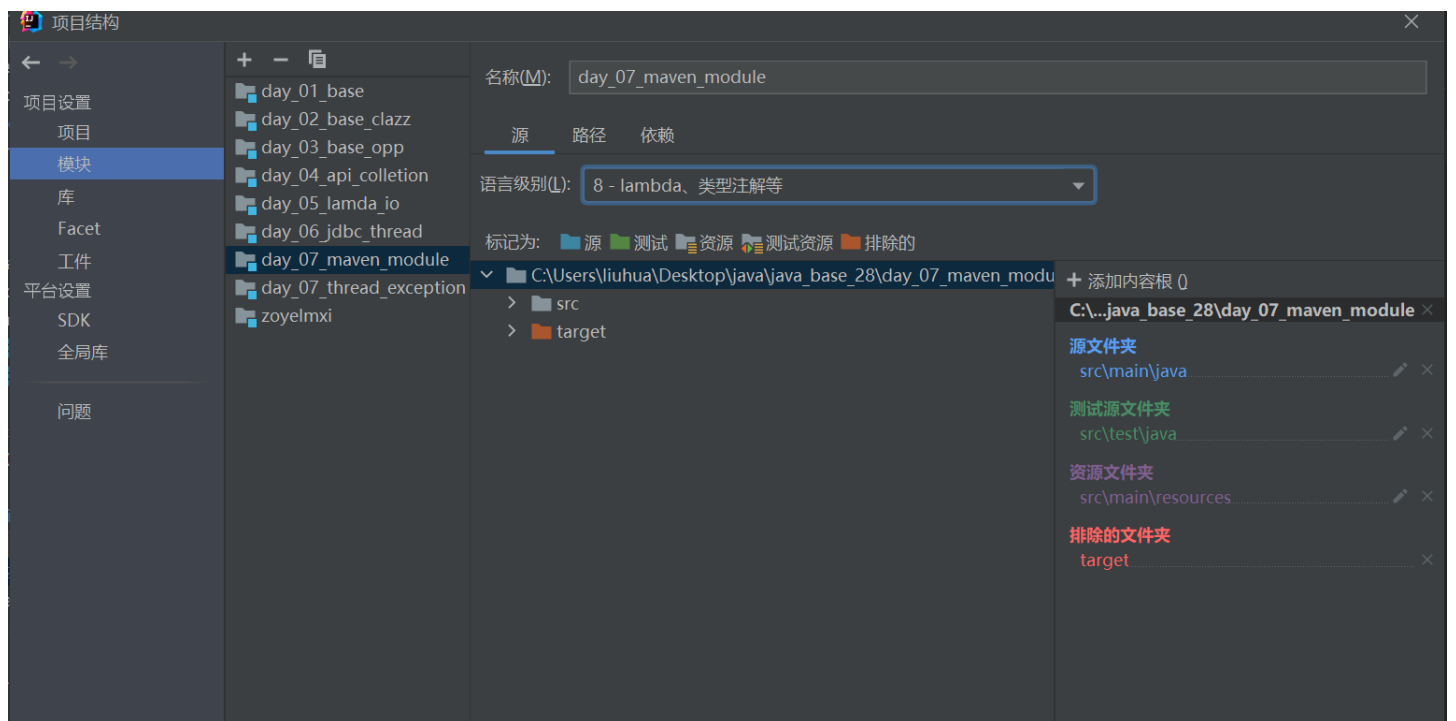 项目结构
项目设置
项目
模块
库
Facet
工件
平台设置
SDK
全局库
问题
day_01_base
day_02_base_clazz
day_03_base_opp
day_04_api_colletion
day_05_lamda_io
day_06_jdbc_thread
day_07_maven_module
day_07_thread_exception
zoyelmxi
名称(M): day_07_maven_module
源 路径 依赖
语言级别(L): 8 - lambda、类型注解等
标记为: 源 测试 资源 测试资源 排除的
C:\Users\liuhua\Desktop\java\java_base_28\day_07_maven_modu
src
target
添加内容根 ()
C:\...java_base_28\day_07_maven_module
源文件夹
src\main\java
测试源文件夹
src\test\java
资源文件夹
src\main\resources
排除的文件夹
target